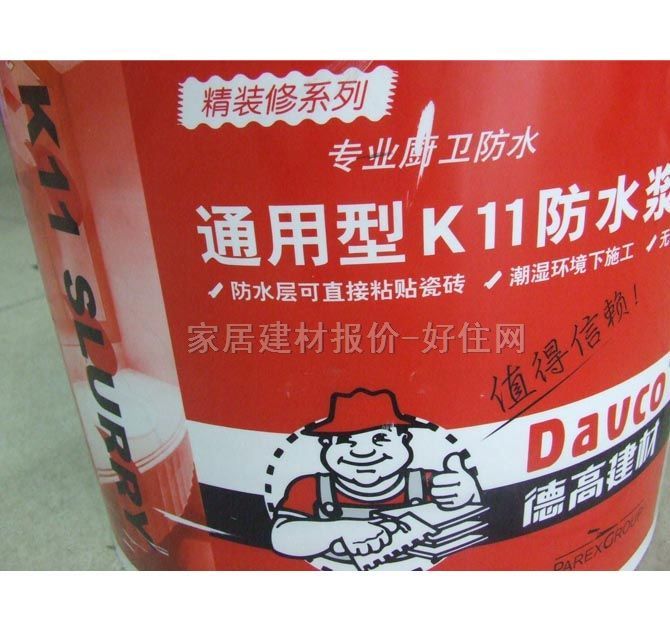 精装修系列
专业厨卫防水
通用型K11防水浆
✓防水层可直接粘贴瓷砖 ✓潮湿环境下施工 ✓无
值得信赖!
家居建材报价-好住网
K11 SLURRY
Davco
德高建材
PAREXGROUP